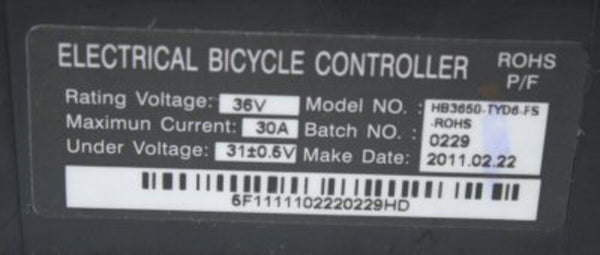 ELECTRICAL BICYCLE CONTROLLER ROHS
P/F
Rating Voltage: 36V Model NO. : HB3650-TYD6-FS
-ROHS
Maximun Current: 30A Batch NO. : 0229
Under Voltage: 31±0.5V Make Date: 2011.02.22
6F1111102220229HD